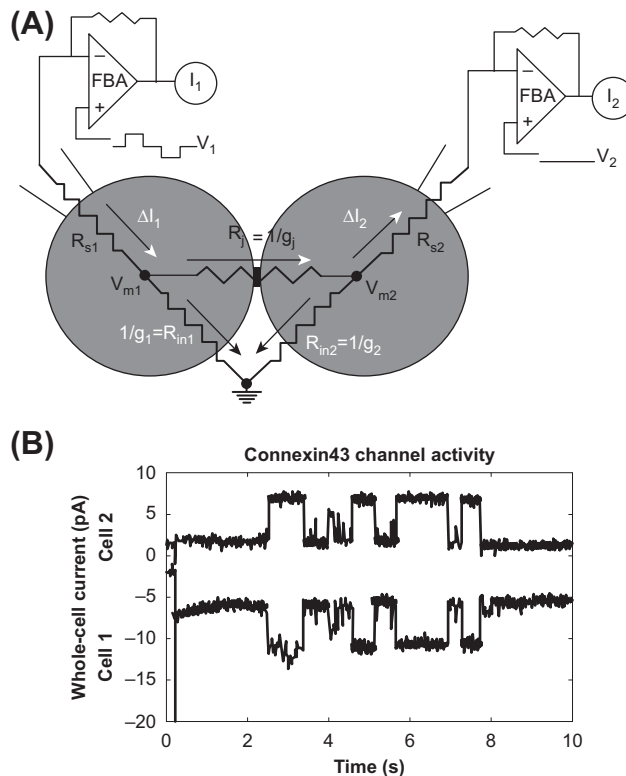 (A)
FBA
I1
−
+
V1
FBA
I2
−
+
V2
ΔI1
ΔI2
Rs1
Rj = 1/gj
Rs2
Vm1
Vm2
1/g1=Rin1
Rin2=1/g2
(B)
Connexin43 channel activity
Whole-cell current (pA)
Cell 1
Cell 2
10
5
0
−5
−10
−15
−20
0
2
4
6
8
10
Time (s)